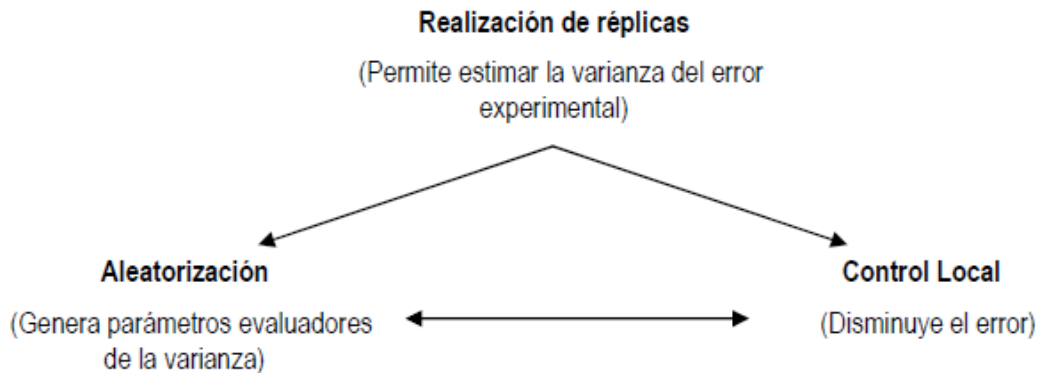 Realización de réplicas
(Permite estimar la varianza del error
experimental)
Aleatorización
(Genera parámetros evaluadores
de la varianza)
Control Local
(Disminuye el error)